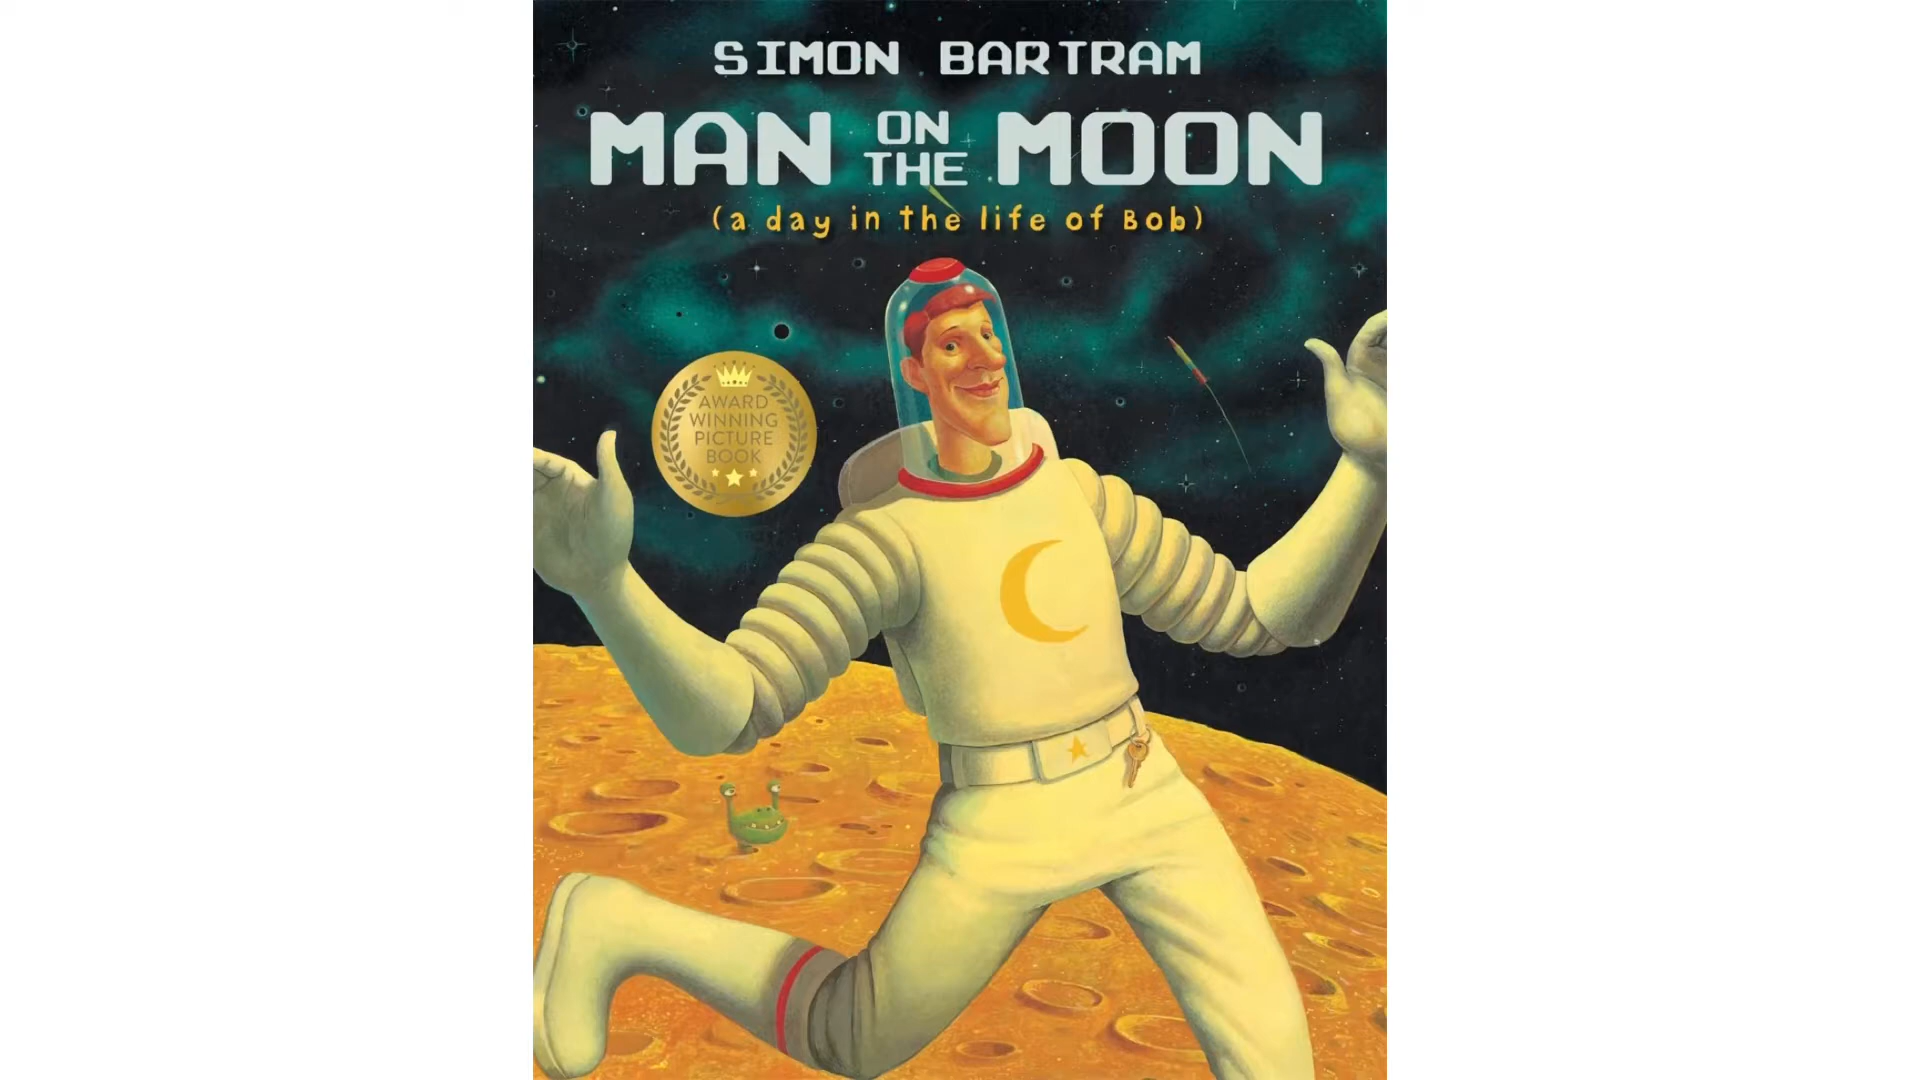 SIMON BARTRAM
MAN ON THE MOON
(a day in the life of Bob)
AWARD
WINNING
PICTURE
BOOK